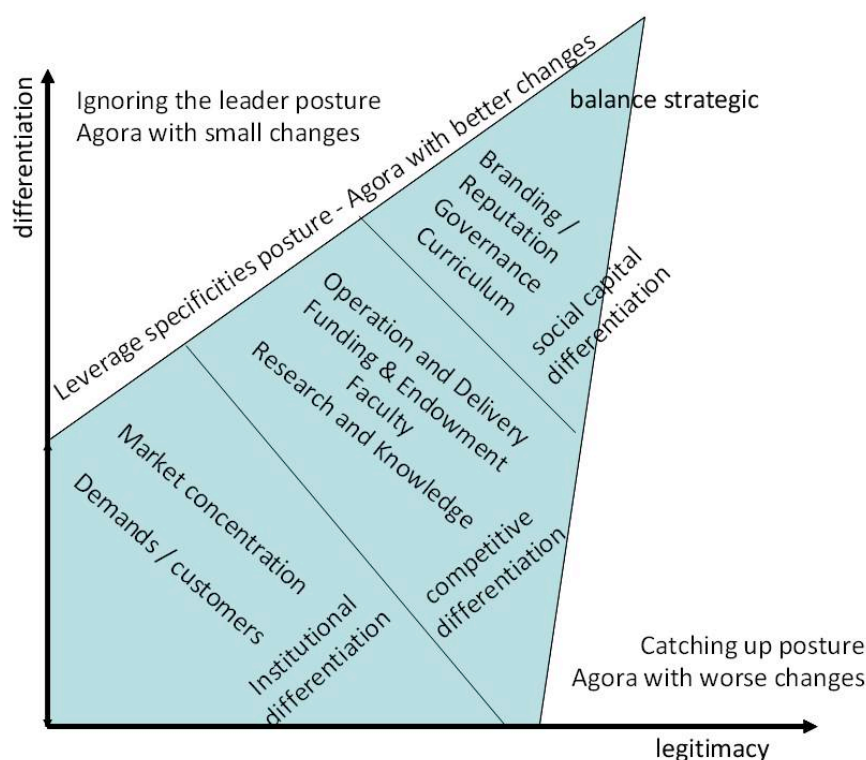 differentiation
Ignoring the leader posture
Agora with small changes
Leverage specificities posture - Agora with better changes
balance strategic
Branding /
Reputation
Governance
Curriculum
social capital
differentiation
Operation and Delivery
Funding & Endowment
Faculty
Research and Knowledge
competitive
differentiation
Market concentration
Demands / customers
Institutional
differentiation
Catching up posture
Agora with worse changes
legitimacy